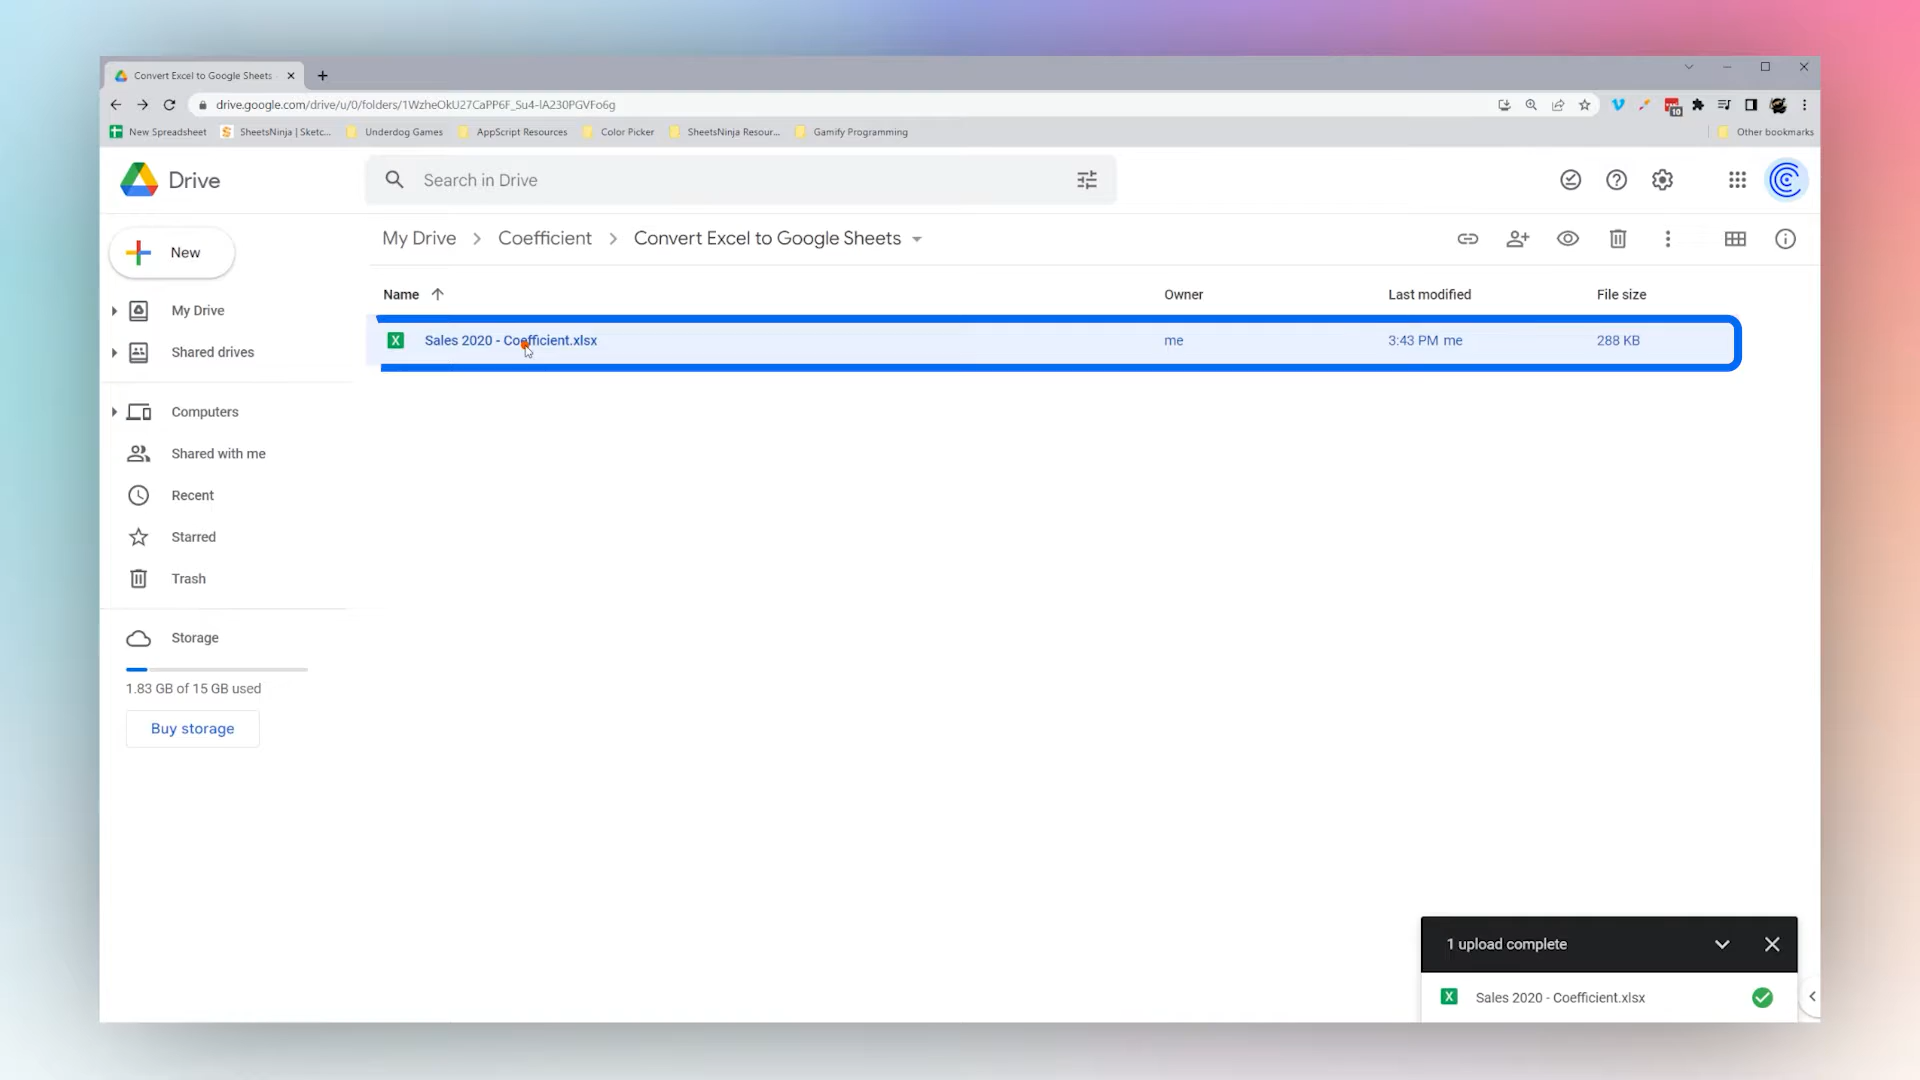 Convert Excel to Google Sheets
drive.google.com/drive/u/0/folders/1WzheOkU27CaPP6F_Su4-lA230PGVFo6g
10
New Spreadsheet SheetsNinja | Sketc... Underdog Games AppScript Resources Color Picker SheetsNinja Resour... Gamify Programming Other bookmarks
Drive Search in Drive
New My Drive Coefficient Convert Excel to Google Sheets
Name Owner Last modified File size
Sales 2020 - Coefficient.xlsx me 3:43 PM me 288 KB
My Drive
Shared drives
Computers
Shared with me
Recent
Starred
Trash
Storage
1.83 GB of 15 GB used
Buy storage
1 upload complete
Sales 2020 - Coefficient.xlsx